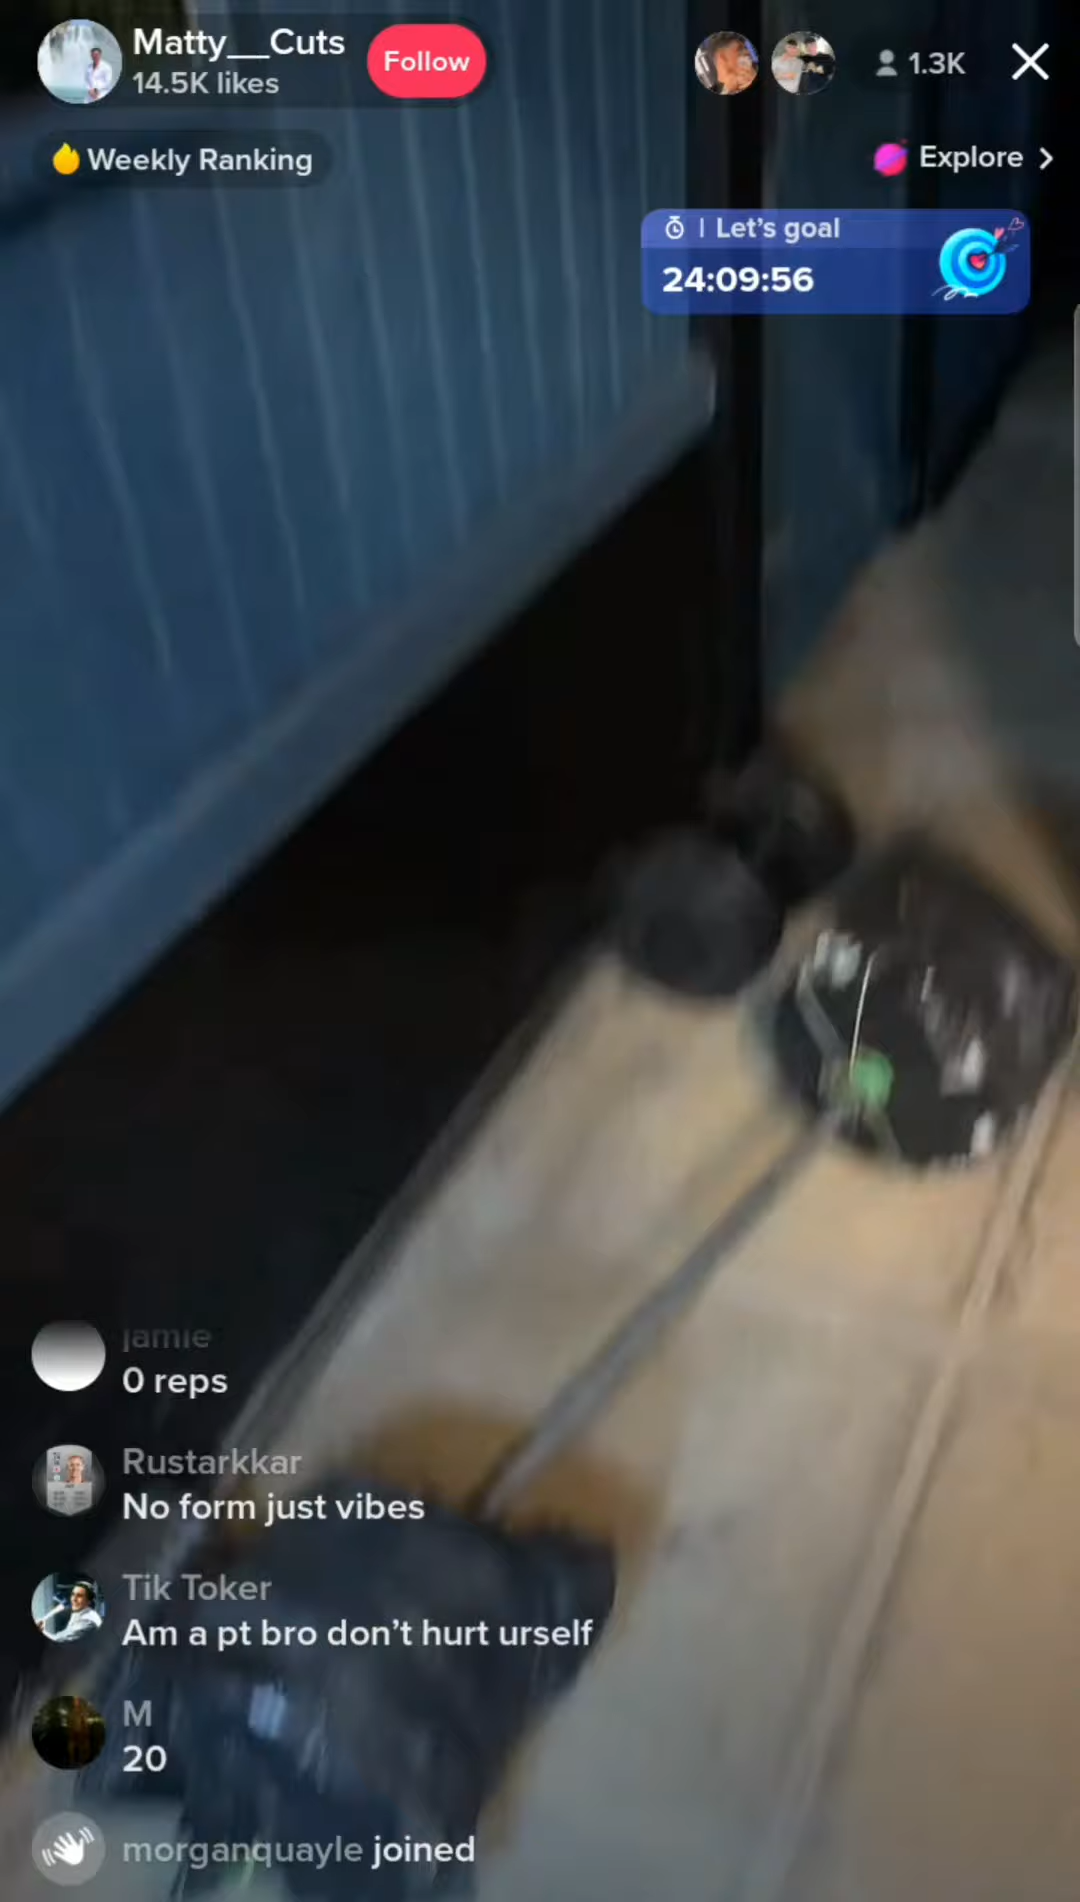 Matty__Cuts
14.5K likes
Follow
1.3K
Weekly Ranking
Explore
Let's goal
24:09:56
jamie
0 reps
Rustarkkar
No form just vibes
Tik Toker
Am a pt bro don't hurt urself
M
20
morganquayle joined